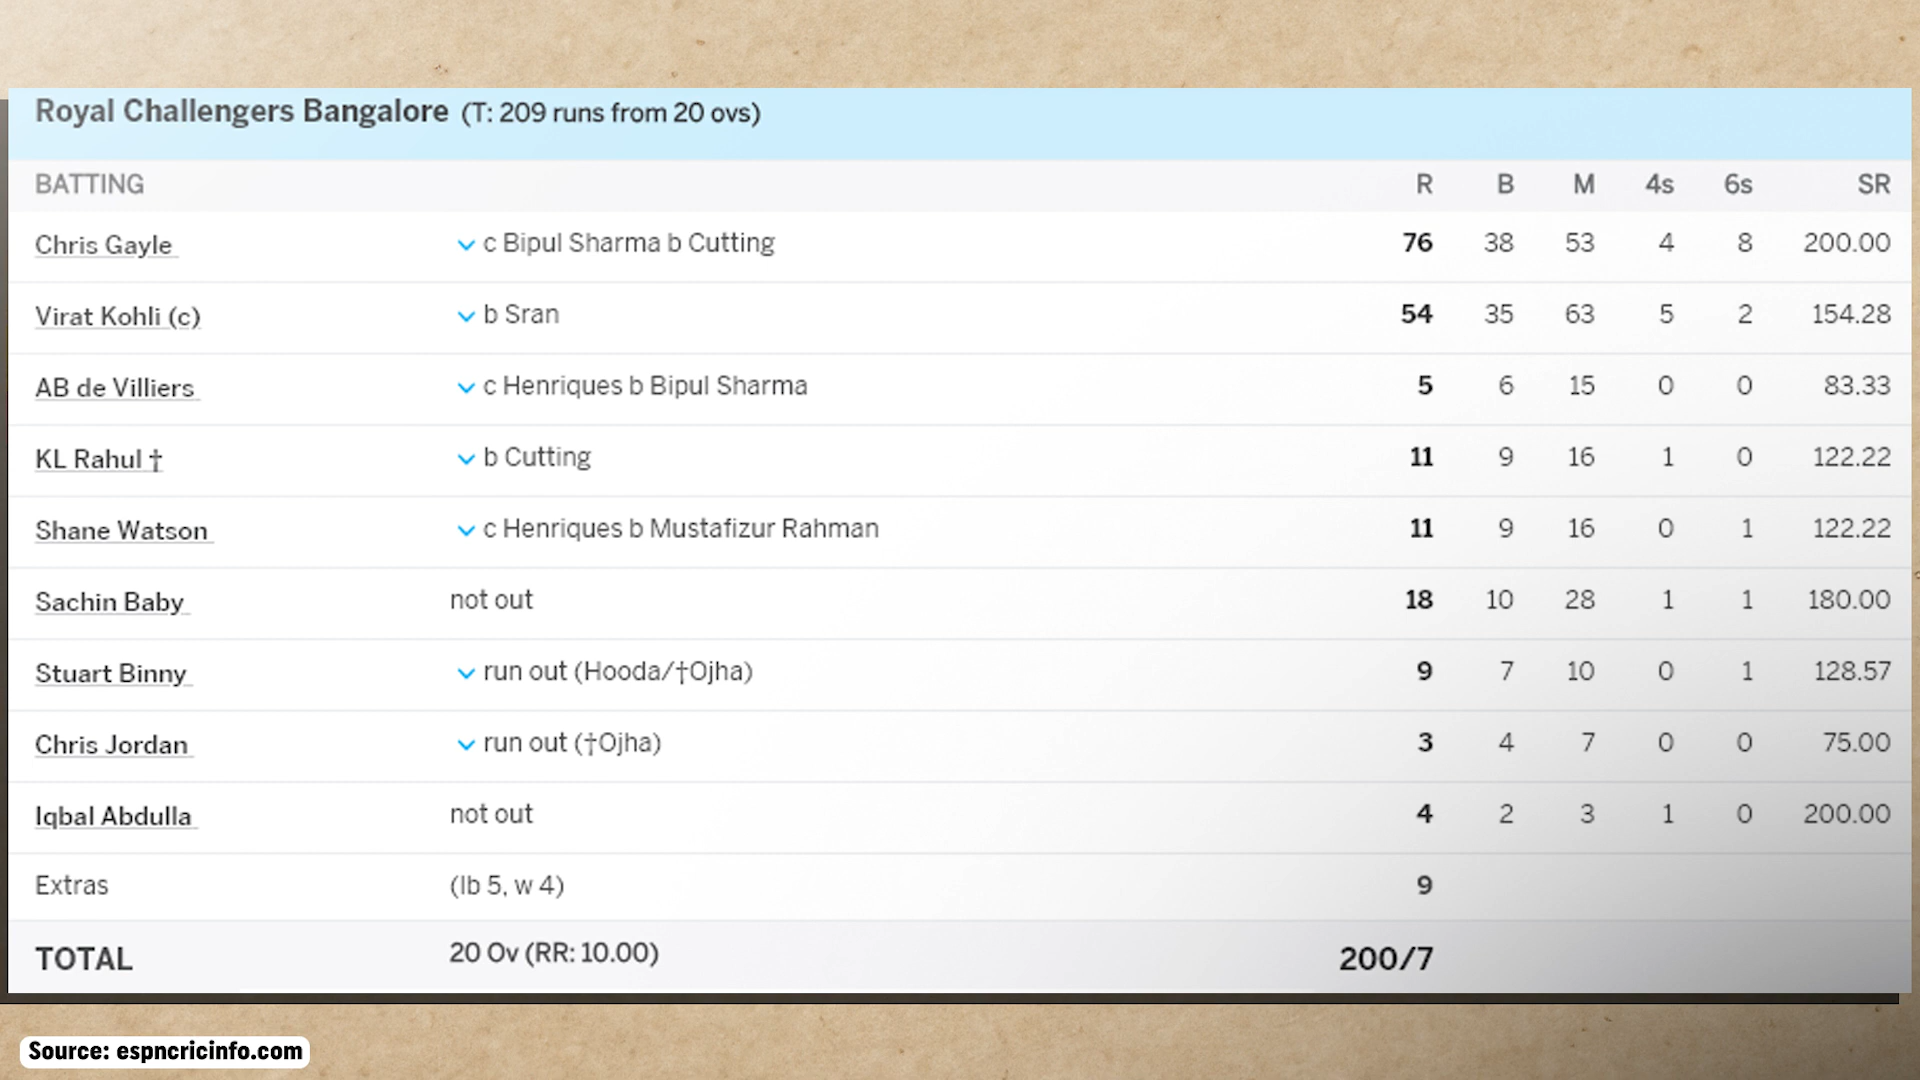 Royal Challengers Bangalore (T: 209 runs from 20 ovs)
BATTING R B M 4s 6s SR
Chris Gayle c Bipul Sharma b Cutting 76 38 53 4 8 200.00
Virat Kohli (c) b Sran 54 35 63 5 2 154.28
AB de Villiers c Henriques b Bipul Sharma 5 6 15 0 0 83.33
KL Rahul † b Cutting 11 9 16 1 0 122.22
Shane Watson c Henriques b Mustafizur Rahman 11 9 16 0 1 122.22
Sachin Baby not out 18 10 28 1 1 180.00
Stuart Binny run out (Hooda/†Ojha) 9 7 10 0 1 128.57
Chris Jordan run out (†Ojha) 3 4 7 0 0 75.00
Iqbal Abdulla not out 4 2 3 1 0 200.00
Extras (lb 5, w 4) 9
TOTAL 20 Ov (RR: 10.00) 200/7
Source: espncricinfo.com